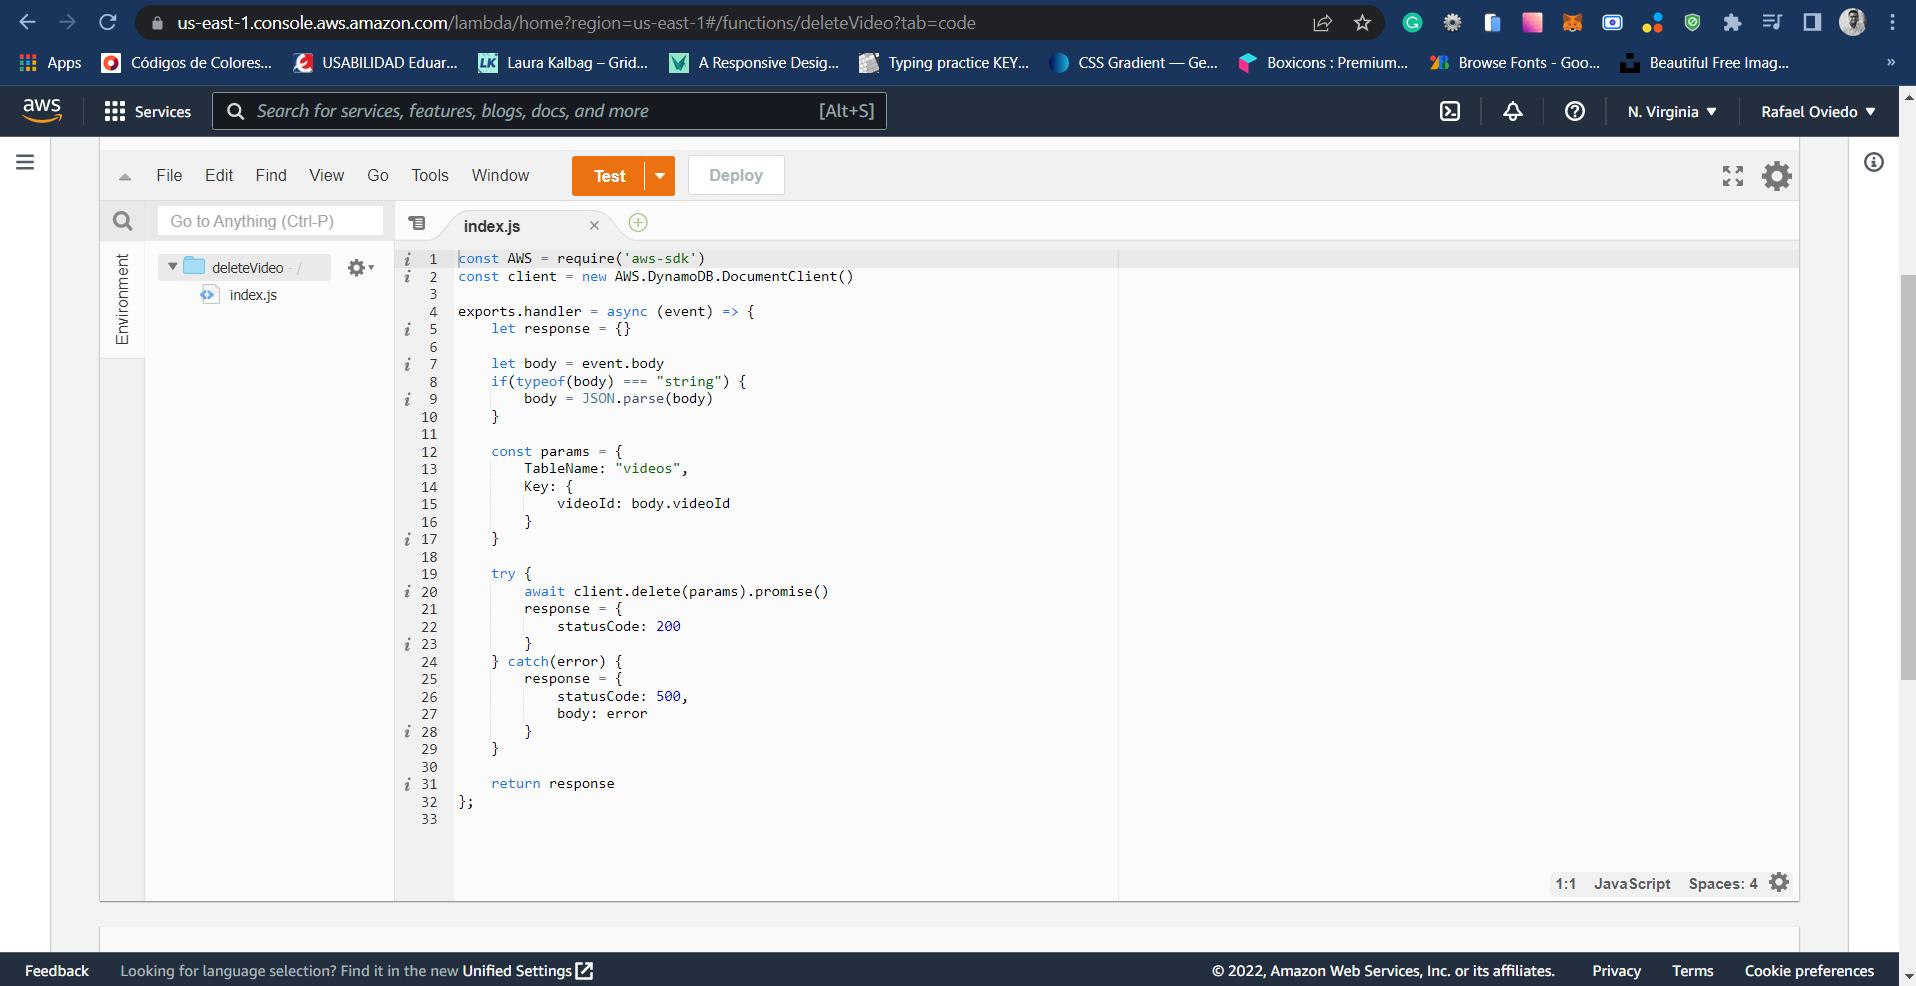 us-east-1.console.aws.amazon.com/lambda/home?region=us-east-1#/functions/deleteVideo?tab=code
Apps Códigos de Colores... USABILIDAD Eduar... LK Laura Kalbag – Grid... A Responsive Desig... Typing practice KEY... CSS Gradient — Ge... Boxicons : Premium... Browse Fonts - Goo... Beautiful Free Imag... »
aws Services Search for services, features, blogs, docs, and more [Alt+S] N. Virginia ▼ Rafael Oviedo ▼
File Edit Find View Go Tools Window Test Deploy
Go to Anything (Ctrl-P) index.js
Environment
deleteVideo - /
index.js
1 const AWS = require('aws-sdk')
2 const client = new AWS.DynamoDB.DocumentClient()
3
4 exports.handler = async (event) => {
5     let response = {}
6
7     let body = event.body
8     if(typeof(body) === "string") {
9         body = JSON.parse(body)
10     }
11
12     const params = {
13         TableName: "videos",
14         Key: {
15             videoId: body.videoId
16         }
17     }
18
19     try {
20         await client.delete(params).promise()
21         response = {
22             statusCode: 200
23         }
24     } catch(error) {
25         response = {
26             statusCode: 500,
27             body: error
28         }
29     }
30
31     return response
32 };
33
1:1 JavaScript Spaces: 4
Feedback Looking for language selection? Find it in the new Unified Settings © 2022, Amazon Web Services, Inc. or its affiliates. Privacy Terms Cookie preferences